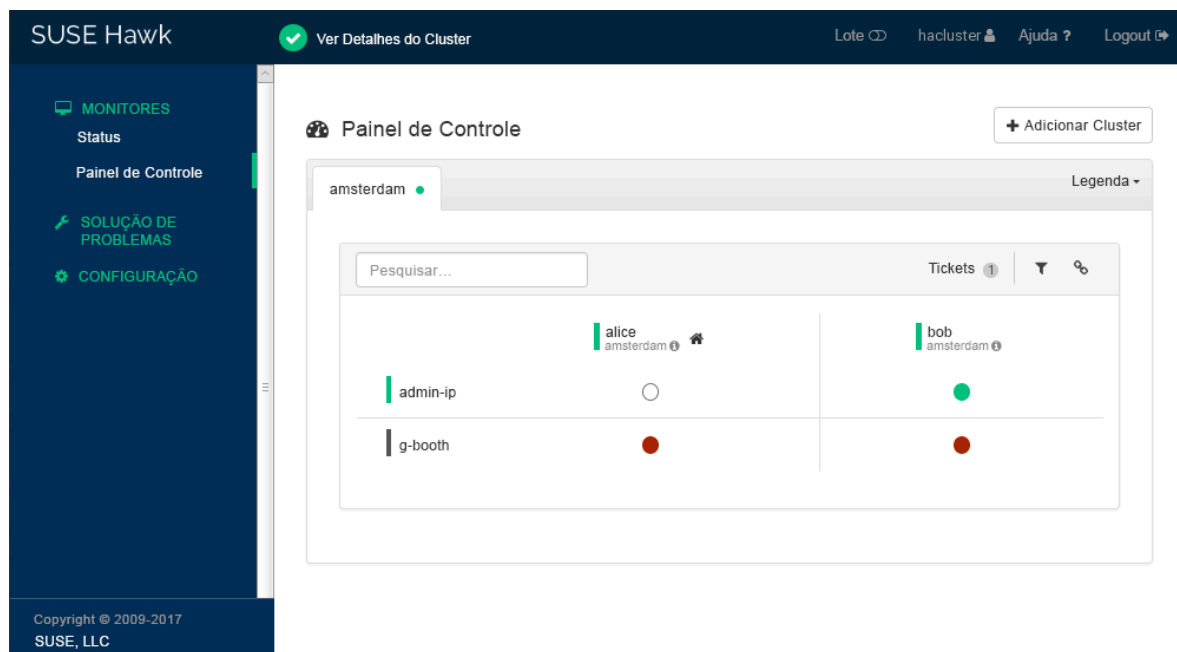 SUSE Hawk
Ver Detalhes do Cluster
Lote
hacluster
Ajuda ?
Logout
MONITORES
Status
Painel de Controle
SOLUÇÃO DE
PROBLEMAS
CONFIGURAÇÃO
Painel de Controle
+ Adicionar Cluster
amsterdam
Legenda
Pesquisar...
Tickets 1
alice
amsterdam
bob
amsterdam
admin-ip
g-booth
Copyright © 2009-2017
SUSE, LLC